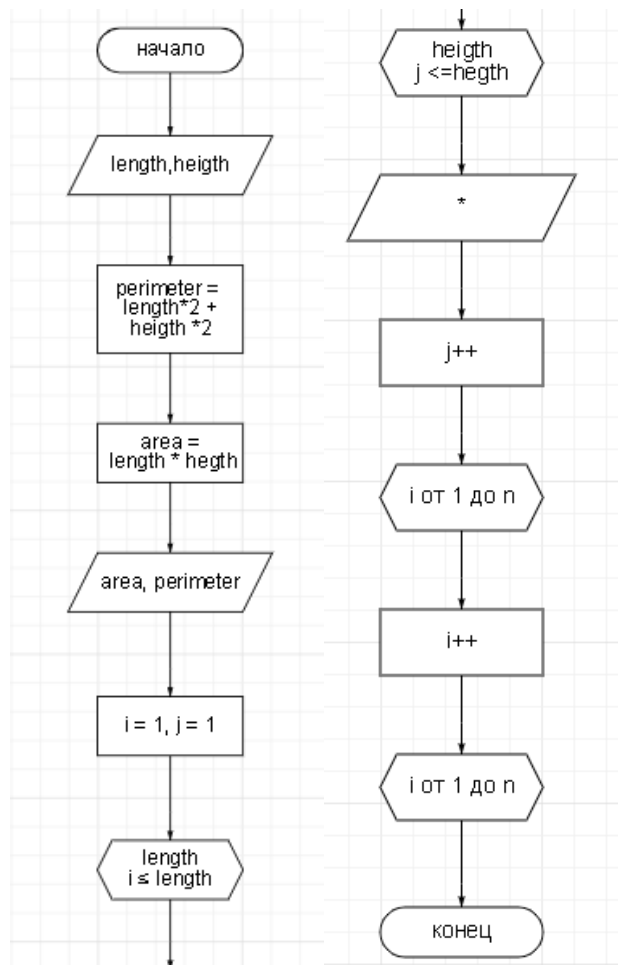 начало
length,heigth
perimeter =
length*2 +
heigth *2
area =
length * hegth
area, perimeter
i = 1, j = 1
length
i ≤ length
heigth
j <=hegth
*
j++
i от 1 до n
i++
i от 1 до n
конец